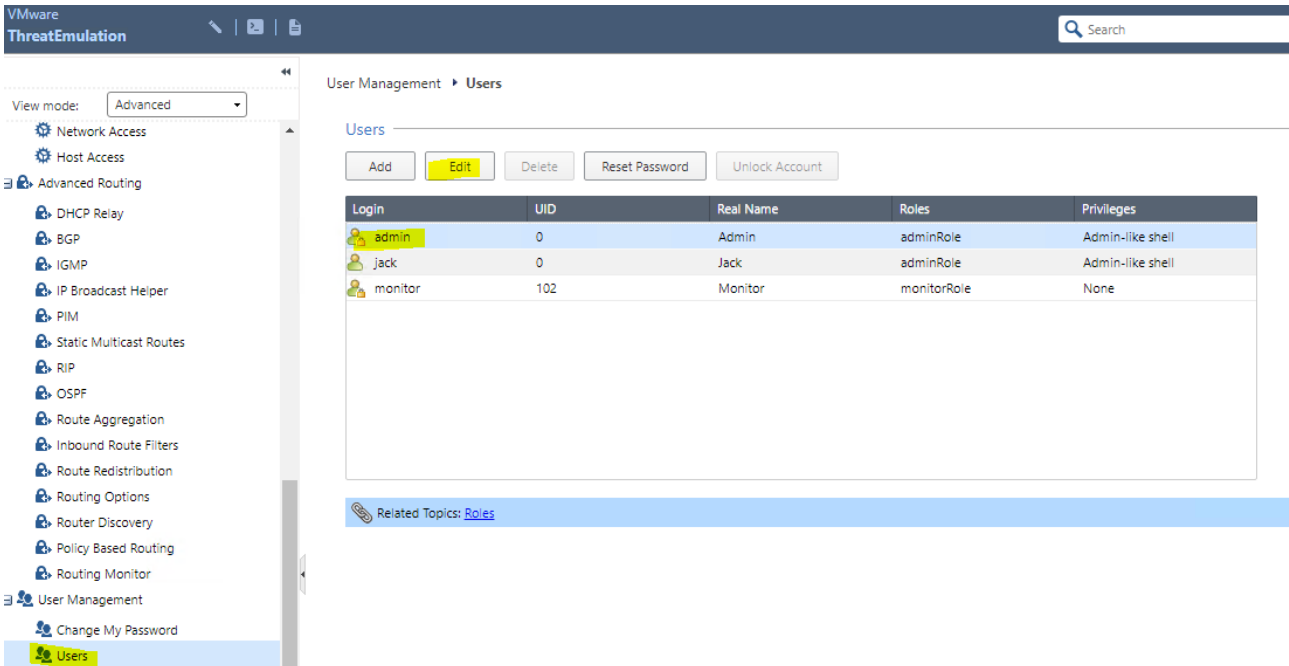 VMware
ThreatEmulation
Search
View mode: Advanced
Network Access
Host Access
Advanced Routing
DHCP Relay
BGP
IGMP
IP Broadcast Helper
PIM
Static Multicast Routes
RIP
OSPF
Route Aggregation
Inbound Route Filters
Route Redistribution
Routing Options
Router Discovery
Policy Based Routing
Routing Monitor
User Management
Change My Password
Users
User Management Users
Users
Add Edit Delete Reset Password Unlock Account
Login UID Real Name Roles Privileges
admin 0 Admin adminRole Admin-like shell
jack 0 Jack adminRole Admin-like shell
monitor 102 Monitor monitorRole None
Related Topics: Roles